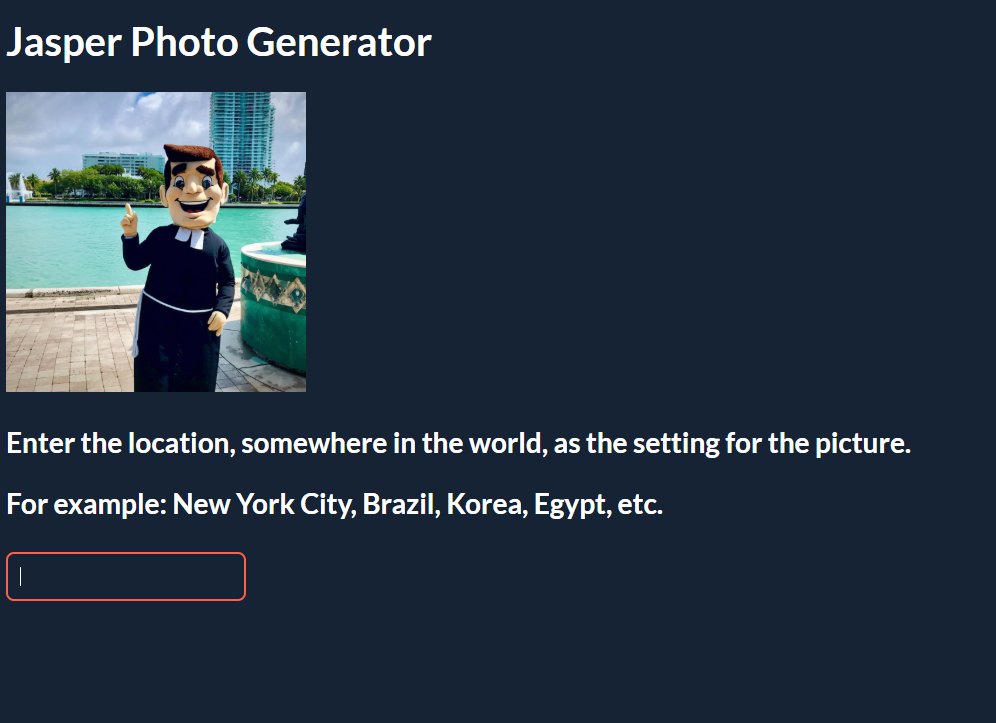 Jasper Photo Generator
Enter the location, somewhere in the world, as the setting for the picture.
For example: New York City, Brazil, Korea, Egypt, etc.